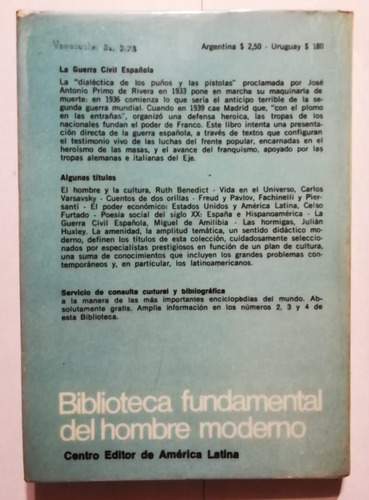 Venezuela Bs. 3.75
Argentina $ 2,50 - Uruguay $ 180
La Guerra Civil Española
La "dialéctica de los puños y las pistolas" proclamada por José
Antonio Primo de Rivera en 1933 pone en marcha su maquinaria
de muerte: en 1936 comienza lo que sería el anticipo terrible de la se-
gunda guerra mundial. Cuando en 1939 cae Madrid que, "con el plomo
en las entrañas", organizó una defensa heroica, las tropas de los
nacionales fundan el poder de Franco. Este libro intenta una presen-
tación directa de la guerra española, a través de textos que configuran
el testimonio vivo de las luchas del frente popular, encarnadas en el
heroísmo de las masas, y el avance del franquismo, apoyado por las
tropas alemanas e italianas del Eje.
Algunos títulos
El hombre y la cultura, Ruth Benedict - Vida en el Universo, Carlos
Varsavsky - Cuentos de dos orillas - Freud y Pavlov, Fachinelli y Pier-
santi - El poder económico: Estados Unidos y América Latina, Celso
Furtado - Poesía social del siglo XX: España e Hispanoamérica - La
Guerra Civil Española, Miguel de Amilibia - Las hormigas, Julián
Huxley. La amenidad, la amplitud temática, un sentido didáctico mo-
derno, definen los títulos de esta colección, cuidadosamente seleccio-
nados por especialistas prestigiosos en función de un plan de cultura,
una suma de conocimientos que incluyen los grandes problemas con-
temporáneos y, en particular, los latinoamericanos.
Servicio de consulta cultural y bibliográfica
a la manera de las más importantes enciclopedias del mundo. Ab-
solutamente gratis. Amplia información en los números 2, 3 y 4 de
esta Biblioteca.
Biblioteca fundamental
del hombre moderno
Centro Editor de América Latina